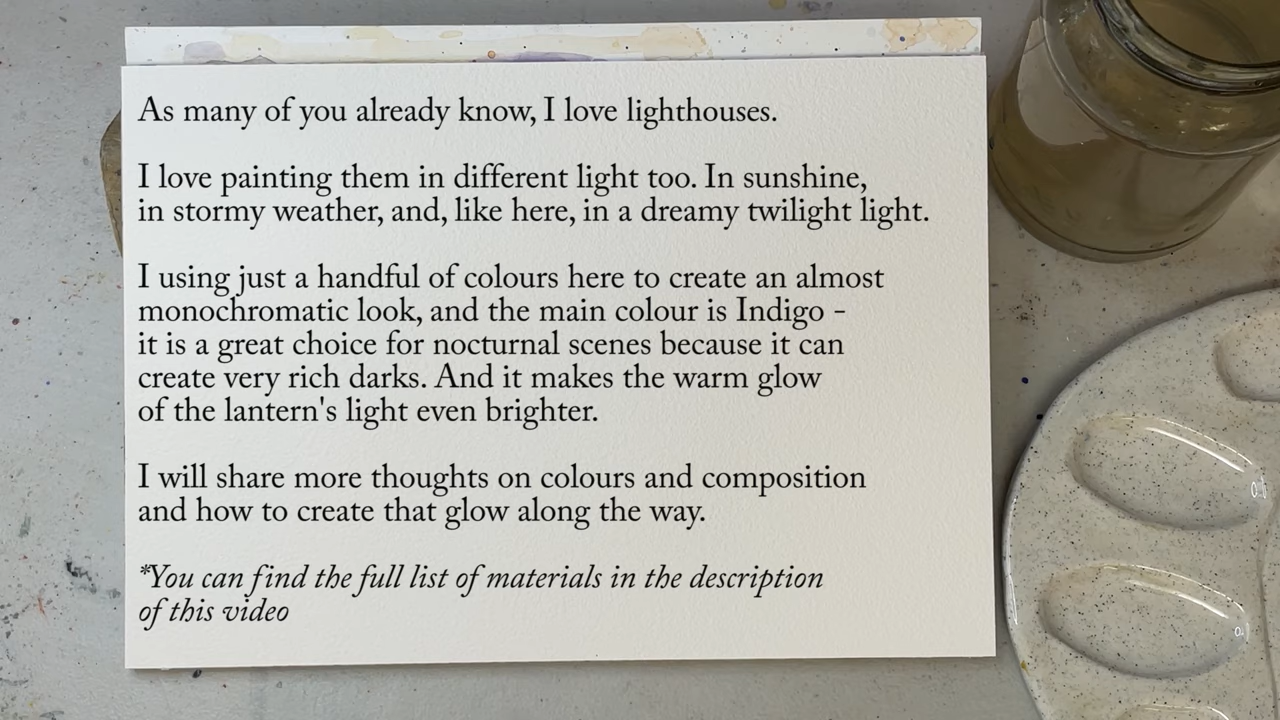 As many of you already know, I love lighthouses.
I love painting them in different light too. In sunshine,
in stormy weather, and, like here, in a dreamy twilight light.
I using just a handful of colours here to create an almost
monochromatic look, and the main colour is Indigo -
it is a great choice for nocturnal scenes because it can
create very rich darks. And it makes the warm glow
of the lantern's light even brighter.
I will share more thoughts on colours and composition
and how to create that glow along the way.
*You can find the full list of materials in the description
of this video